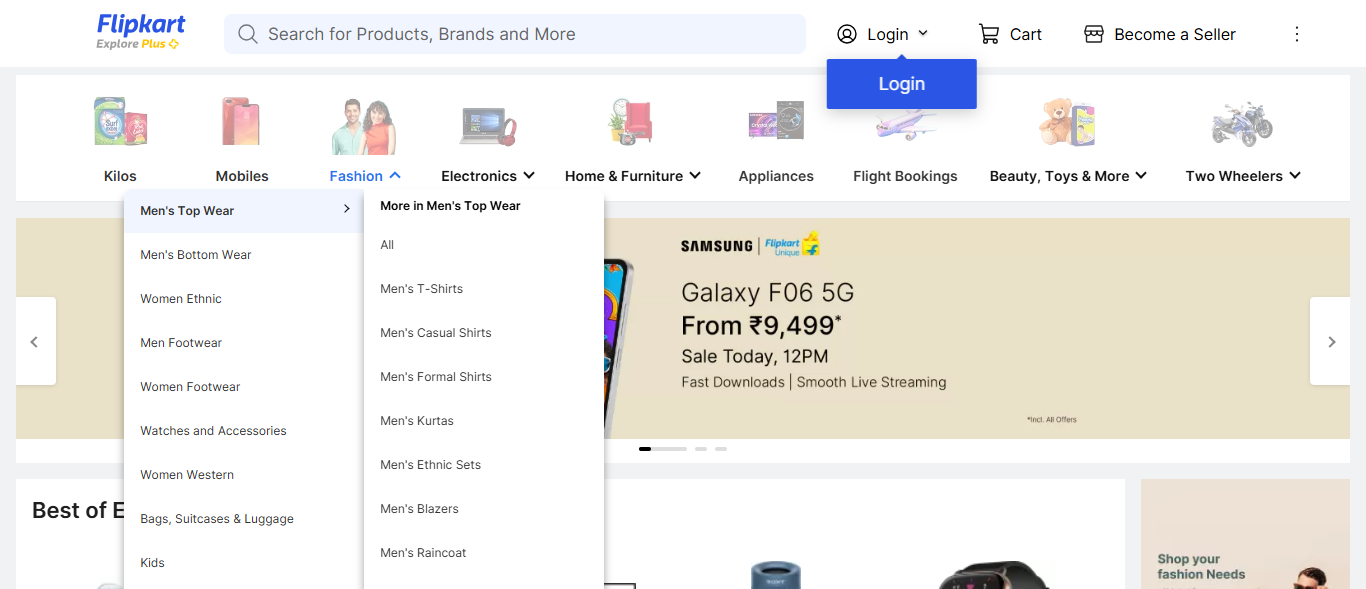 Flipkart
Explore Plus
Search for Products, Brands and More
Login
Cart
Become a Seller
Login
Kilos
Mobiles
Fashion
Electronics
Home & Furniture
Appliances
Flight Bookings
Beauty, Toys & More
Two Wheelers
Men's Top Wear
Men's Bottom Wear
Women Ethnic
Men Footwear
Women Footwear
Watches and Accessories
Women Western
Bags, Suitcases & Luggage
Kids
More in Men's Top Wear
All
Men's T-Shirts
Men's Casual Shirts
Men's Formal Shirts
Men's Kurtas
Men's Ethnic Sets
Men's Blazers
Men's Raincoat
SAMSUNG | Flipkart Unique
Galaxy F06 5G
From ₹9,499*
Sale Today, 12PM
Fast Downloads | Smooth Live Streaming
*Incl. All Offers
Best of E
SONY
Shop your
fashion Needs